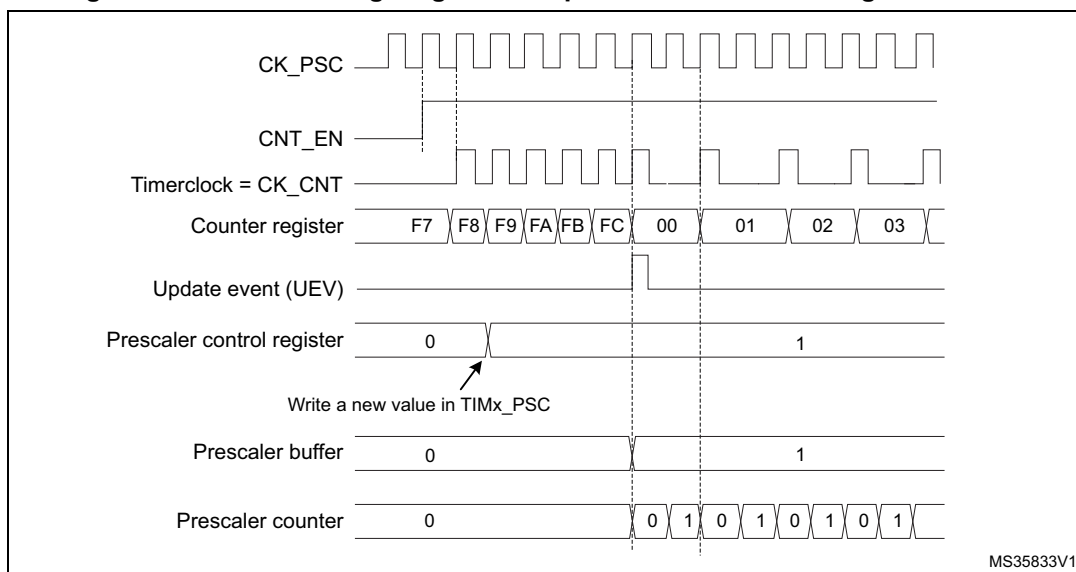 CK_PSC
CNT_EN
Timerclock = CK_CNT
Counter register F7 F8 F9 FA FB FC 00 01 02 03
Update event (UEV)
Prescaler control register 0 1
Write a new value in TIMx_PSC
Prescaler buffer 0 1
Prescaler counter 0 0 1 0 1 0 1 0 1
MS35833V1